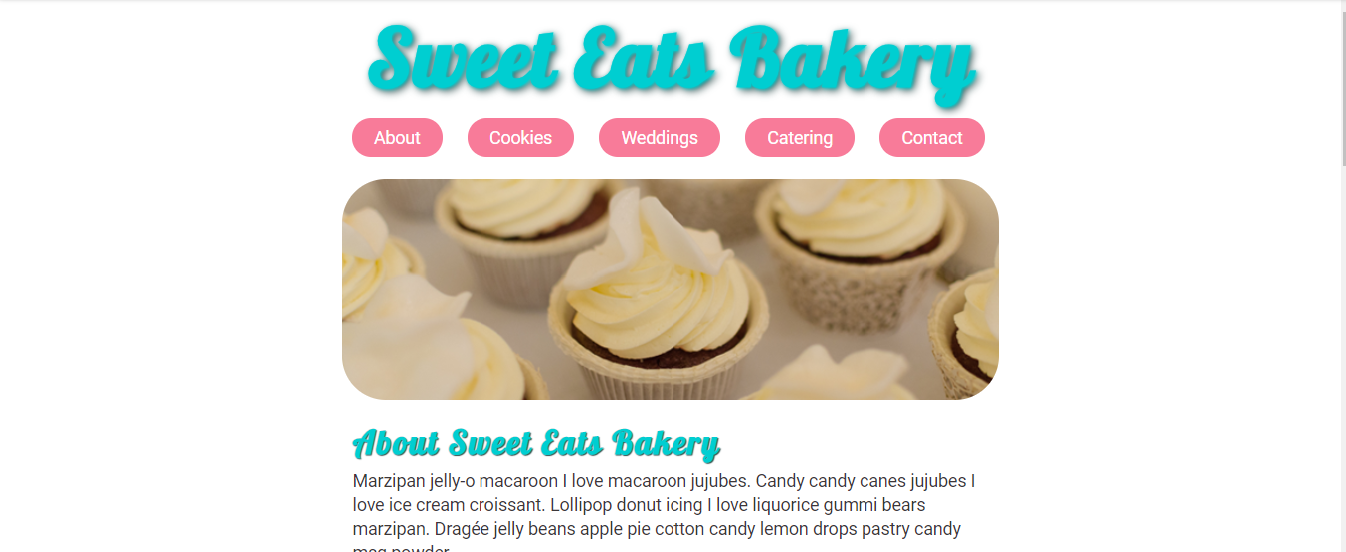 Sweet Eats Bakery
About Cookies Weddings Catering Contact
About Sweet Eats Bakery
Marzipan jelly-o macaroon I love macaroon jujubes. Candy candy canes jujubes I
love ice cream croissant. Lollipop donut icing I love liquorice gummi bears
marzipan. Dragée jelly beans apple pie cotton candy lemon drops pastry candy